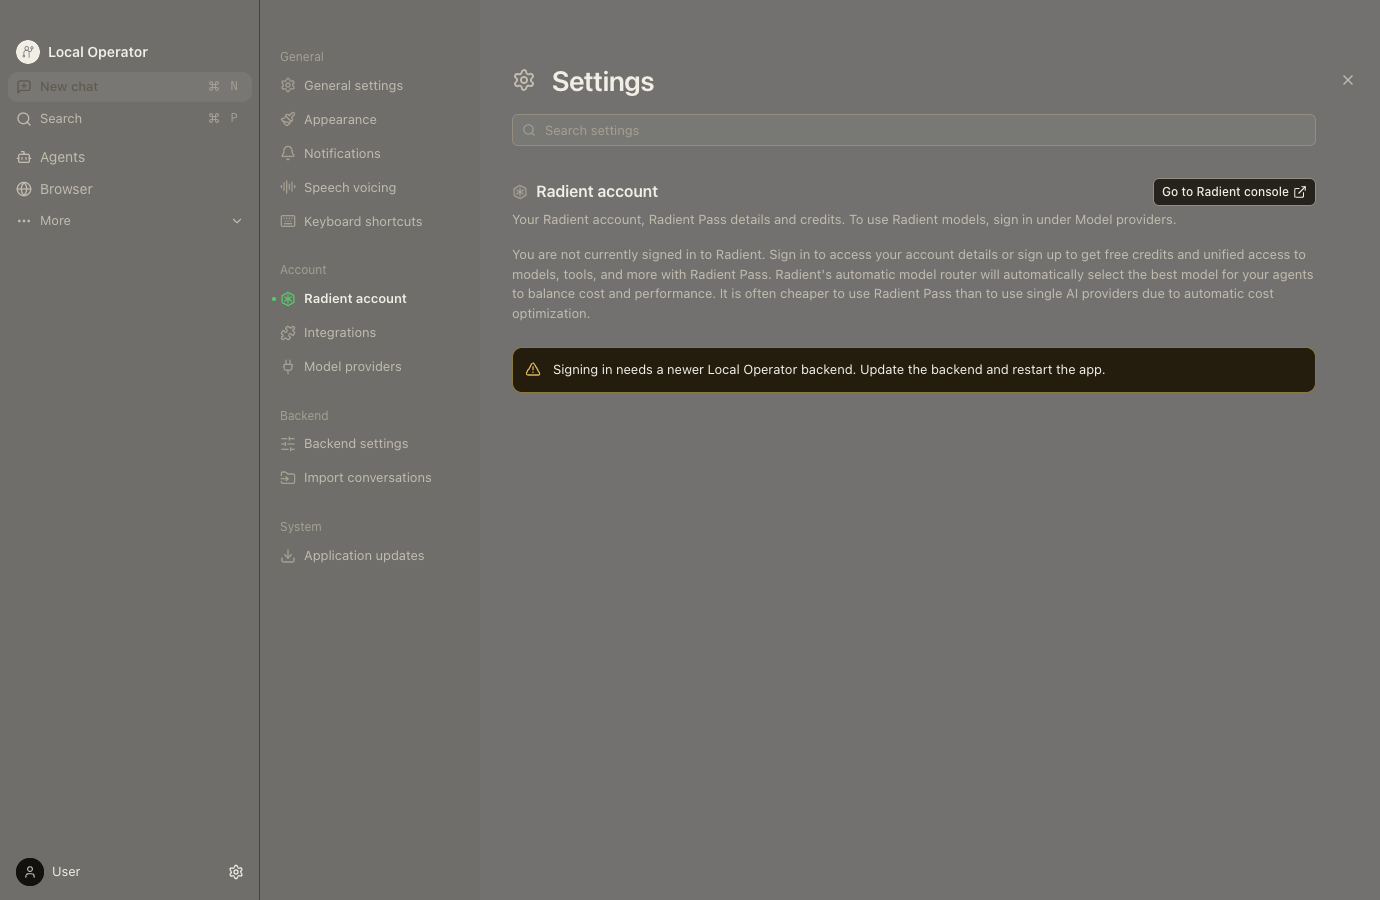 Local Operator
New chat ⌘ N
Search ⌘ P
Agents
Browser
More
User
General
General settings
Appearance
Notifications
Speech voicing
Keyboard shortcuts
Account
Radient account
Integrations
Model providers
Backend
Backend settings
Import conversations
System
Application updates
Settings
Search settings
Radient account
Go to Radient console
Your Radient account, Radient Pass details and credits. To use Radient models, sign in under Model providers.
You are not currently signed in to Radient. Sign in to access your account details or sign up to get free credits and unified access to
models, tools, and more with Radient Pass. Radient's automatic model router will automatically select the best model for your agents
to balance cost and performance. It is often cheaper to use Radient Pass than to use single AI providers due to automatic cost
optimization.
Signing in needs a newer Local Operator backend. Update the backend and restart the app.